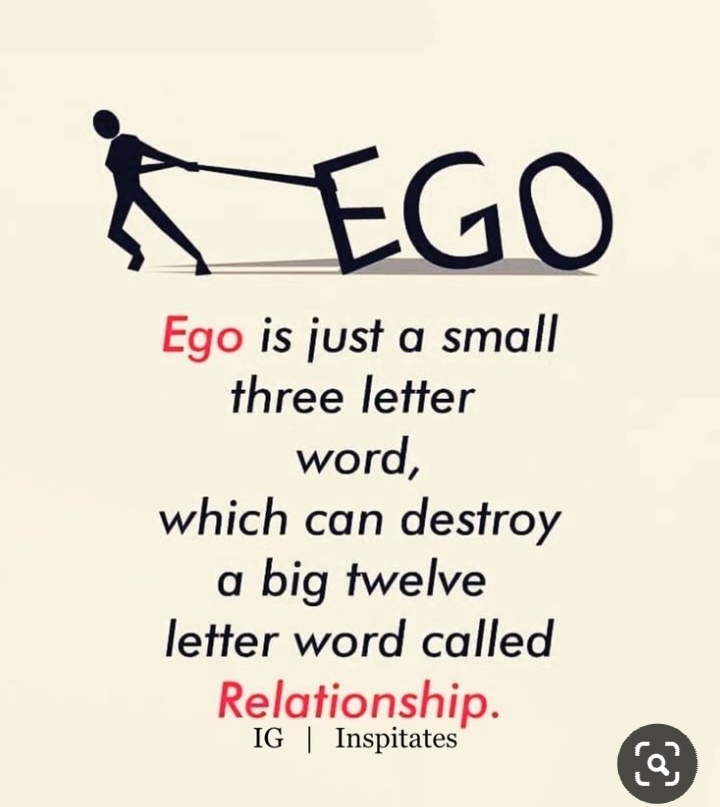 EGO
Ego is just a small
three letter
word,
which can destroy
a big twelve
letter word called
Relationship.
IG | Inspitates